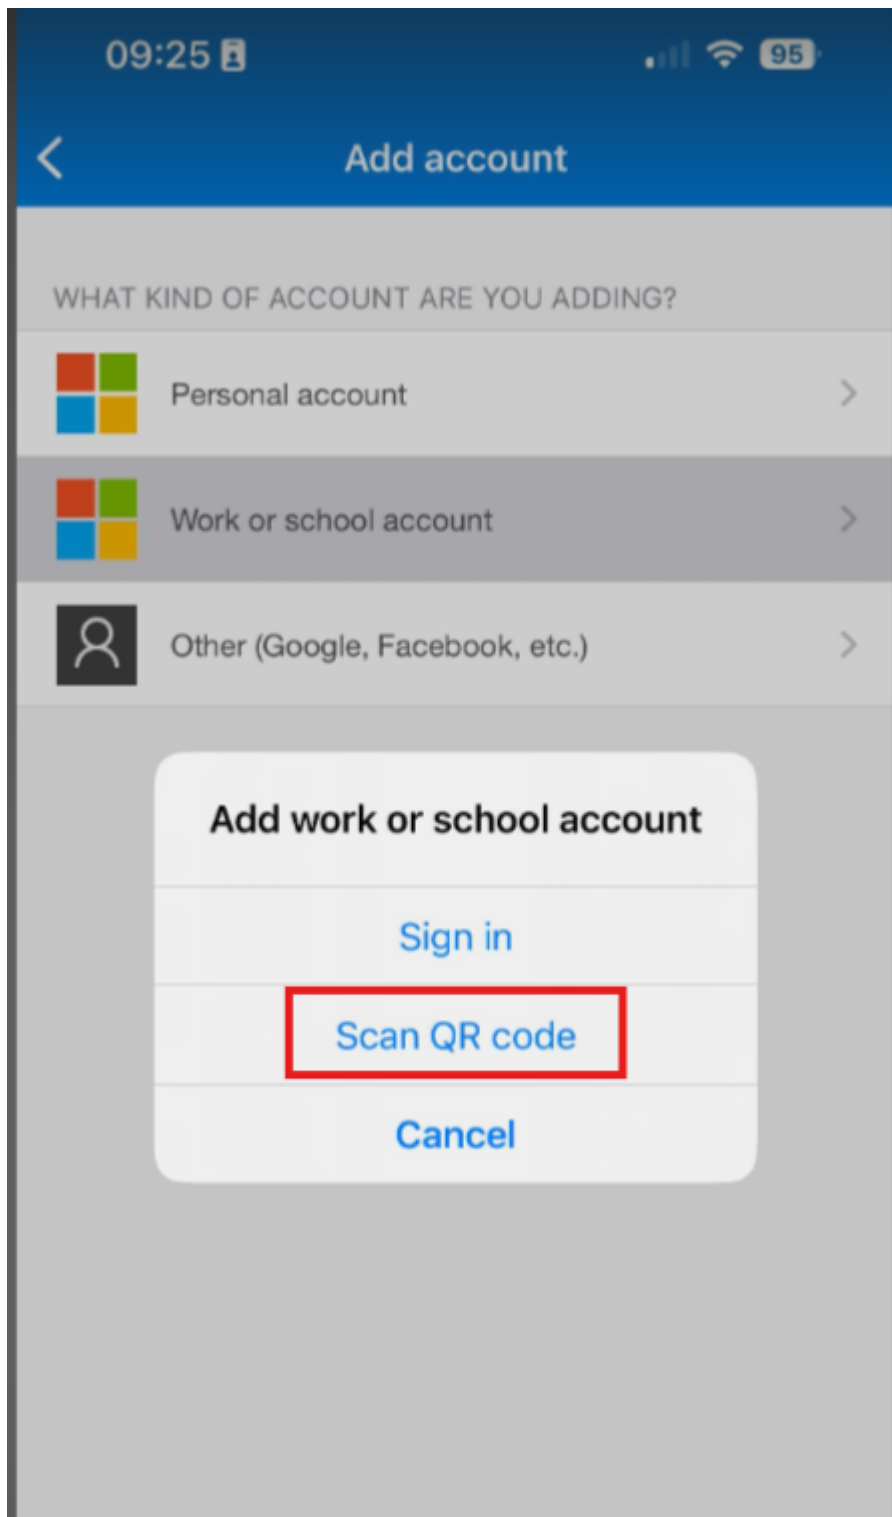 09:25
95
Add account
WHAT KIND OF ACCOUNT ARE YOU ADDING?
Personal account
Work or school account
Other (Google, Facebook, etc.)
Add work or school account
Sign in
Scan QR code
Cancel